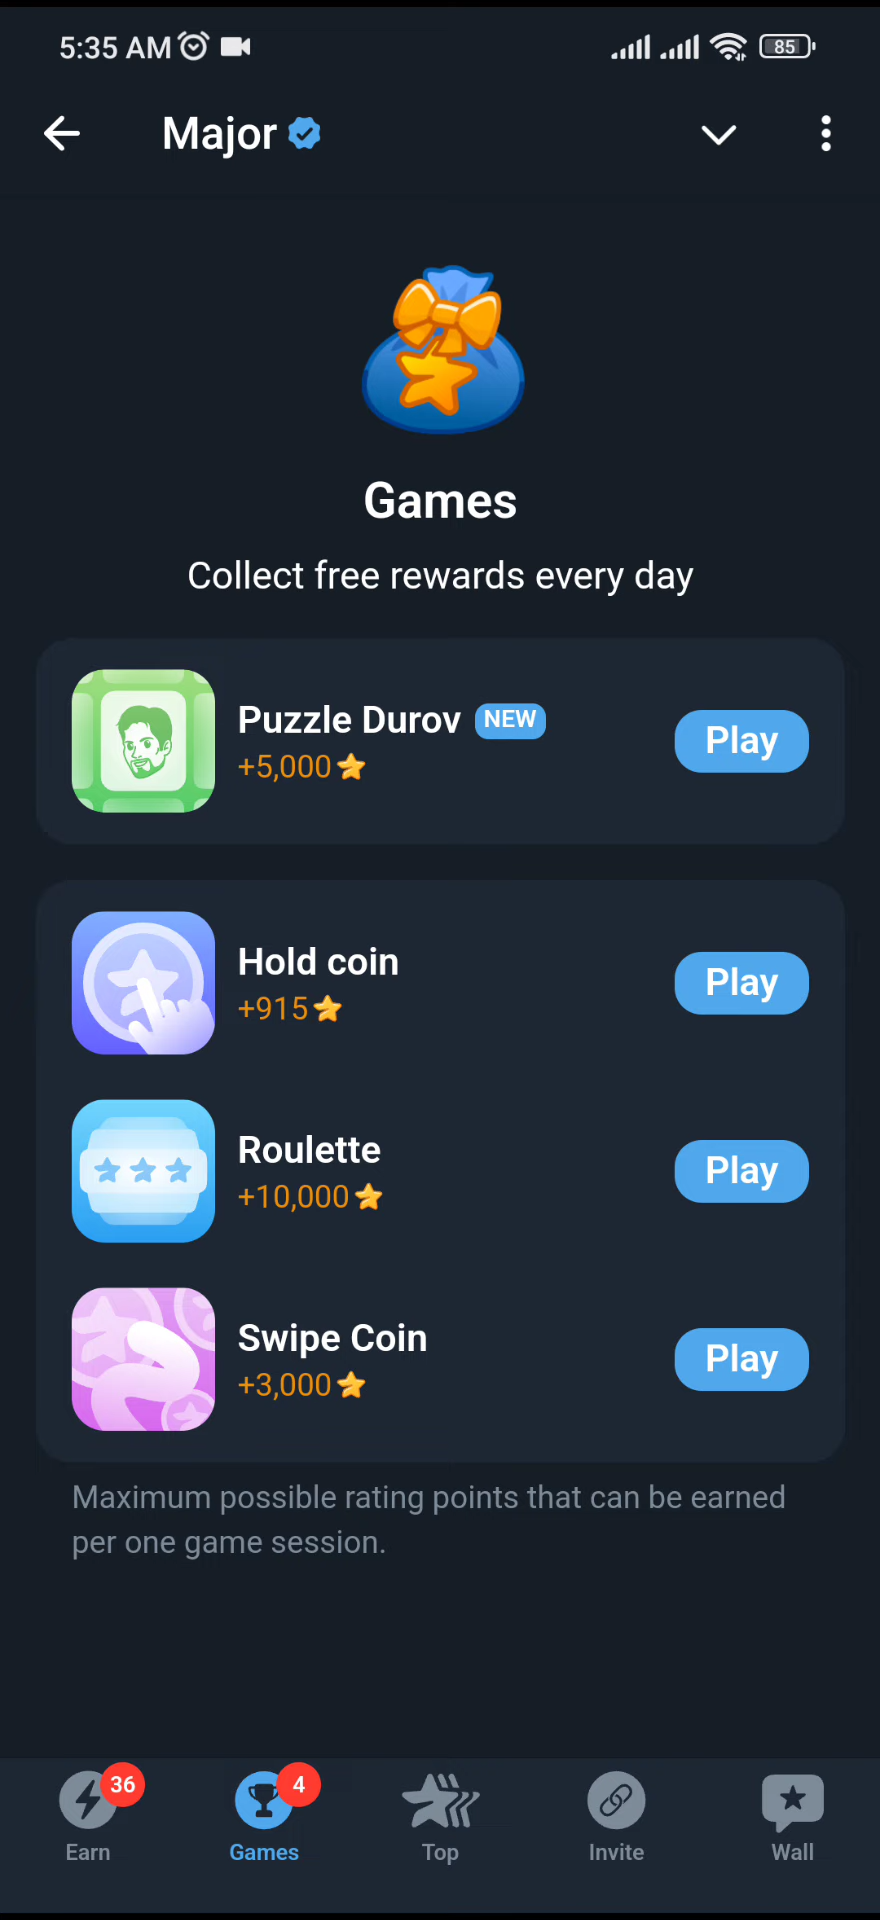 5:35 AM
85
Major
Games
Collect free rewards every day
Puzzle Durov NEW
+5,000
Play
Hold coin
+915
Play
Roulette
+10,000
Play
Swipe Coin
+3,000
Play
Maximum possible rating points that can be earned
per one game session.
36
4
Earn
Games
Top
Invite
Wall